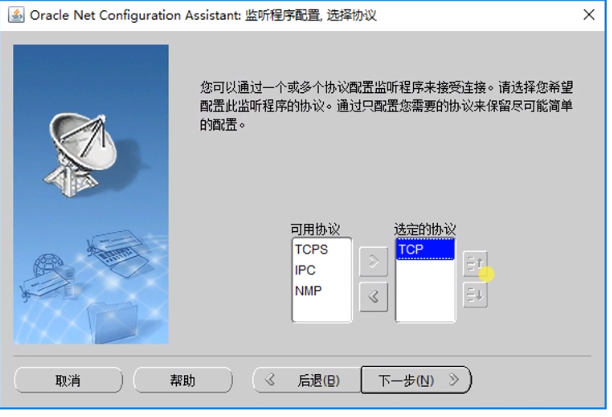 Oracle Net Configuration Assistant: 监听程序配置, 选择协议
您可以通过一个或多个协议配置监听程序来接受连接。请选择您希望
配置此监听程序的协议。通过只配置您需要的协议来保留尽可能简单
的配置。
可用协议 选定的协议
TCPS TCP
IPC
NMP
取消 帮助 后退(B) 下一步(N)